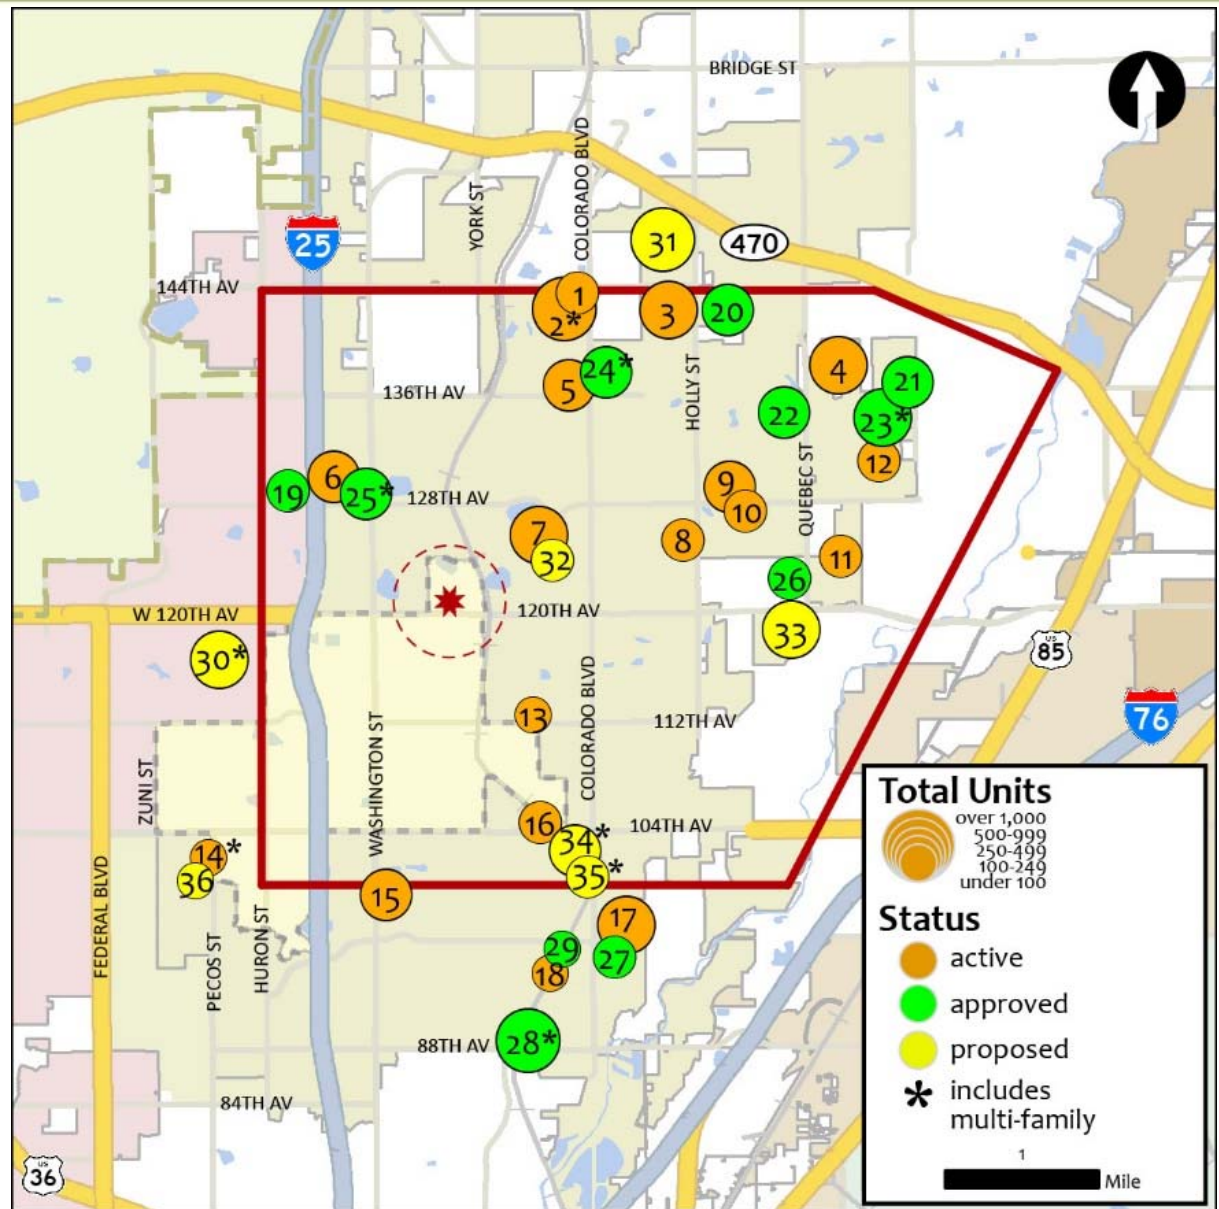 BRIDGE ST
COLORADO BLVD
YORK ST
31
470
25
144TH AV
1
2*
3
20
24*
5
4
21
136TH AV
HOLLY ST
22
23*
12
QUEBEC ST
6
19
25*
128TH AV
9
10
7
8
32
11
26
W 120TH AV
120TH AV
33
30*
US
85
COLORADO BLVD
13
112TH AV
76
WASHINGTON ST
ZUNI ST
16
104TH AV
34*
14*
35*
36
15
FEDERAL BLVD
PECOS ST
HURON ST
17
29
27
18
28*
88TH AV
84TH AV
US
36
Total Units
over 1,000
500-999
250-499
100-249
under 100
Status
active
approved
proposed
* includes
multi-family
1
Mile